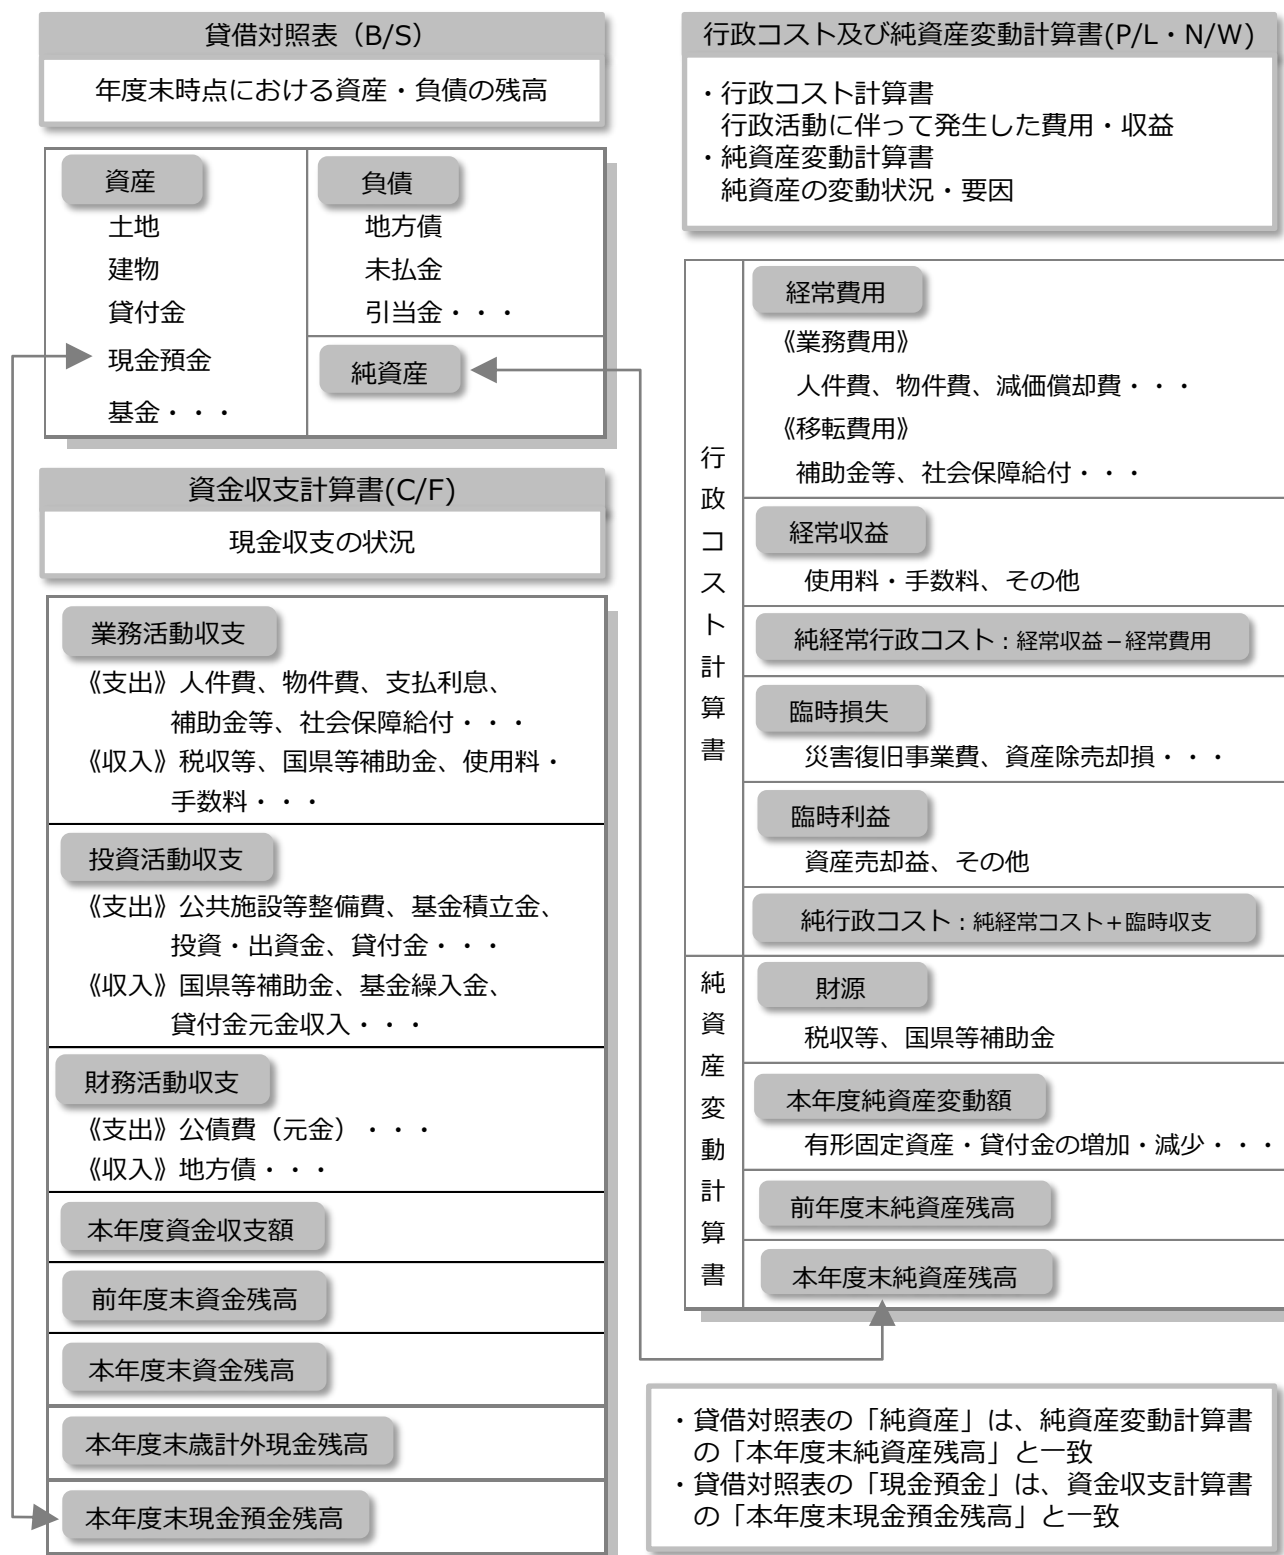 貸借対照表（B/S）
年度末時点における資産・負債の残高
資産
土地
建物
貸付金
現金預金
基金・・・
負債
地方債
未払金
引当金・・・
純資産
資金収支計算書(C/F)
現金収支の状況
業務活動収支
《支出》人件費、物件費、支払利息、
補助金等、社会保障給付・・・
《収入》税収等、国県等補助金、使用料・
手数料・・・
投資活動収支
《支出》公共施設等整備費、基金積立金、
投資・出資金、貸付金・・・
《収入》国県等補助金、基金繰入金、
貸付金元金収入・・・
財務活動収支
《支出》公債費（元金）・・・
《収入》地方債・・・
本年度資金収支額
前年度末資金残高
本年度末資金残高
本年度末歳計外現金残高
本年度末現金預金残高
行政コスト及び純資産変動計算書(P/L・N/W)
・行政コスト計算書
行政活動に伴って発生した費用・収益
・純資産変動計算書
純資産の変動状況・要因
行政コスト計算書
経常費用
《業務費用》
人件費、物件費、減価償却費・・・
《移転費用》
補助金等、社会保障給付・・・
経常収益
使用料・手数料、その他
純経常行政コスト：経常収益－経常費用
臨時損失
災害復旧事業費、資産除売却損・・・
臨時利益
資産売却益、その他
純行政コスト：純経常コスト＋臨時収支
純資産変動計算書
財源
税収等、国県等補助金
本年度純資産変動額
有形固定資産・貸付金の増加・減少・・・
前年度末純資産残高
本年度末純資産残高
・貸借対照表の「純資産」は、純資産変動計算書
の「本年度末純資産残高」と一致
・貸借対照表の「現金預金」は、資金収支計算書
の「本年度末現金預金残高」と一致